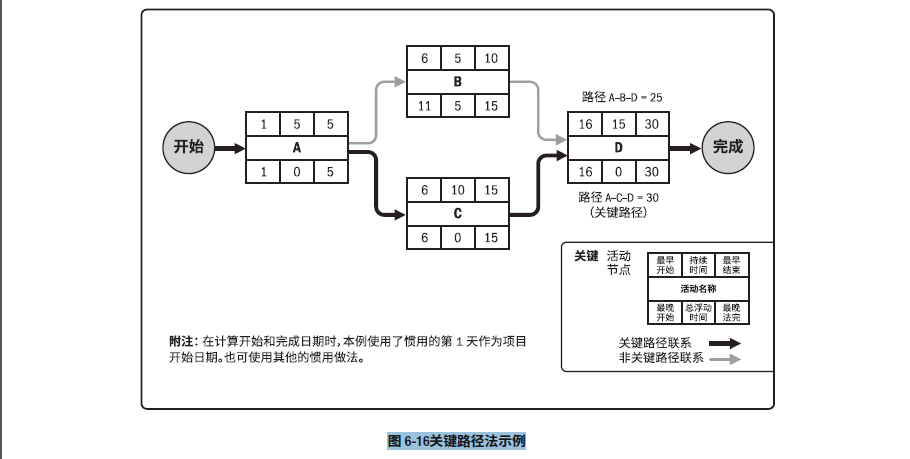 6 5 10
B
11 5 15
路径 A-B-D = 25
1 5 5
A
1 0 5
开始
16 15 30
D
16 0 30
完成
6 10 15
C
6 0 15
路径 A-C-D = 30
（关键路径）
关键 活动
节点
最早 持续 最早
开始 时间 结束
活动名称
最晚 总浮动 最晚
开始 时间 法完
关键路径联系
非关键路径联系
附注：在计算开始和完成日期时，本例使用了惯用的第 1 天作为项目
开始日期。也可使用其他的惯用做法。
图 6-16关键路径法示例